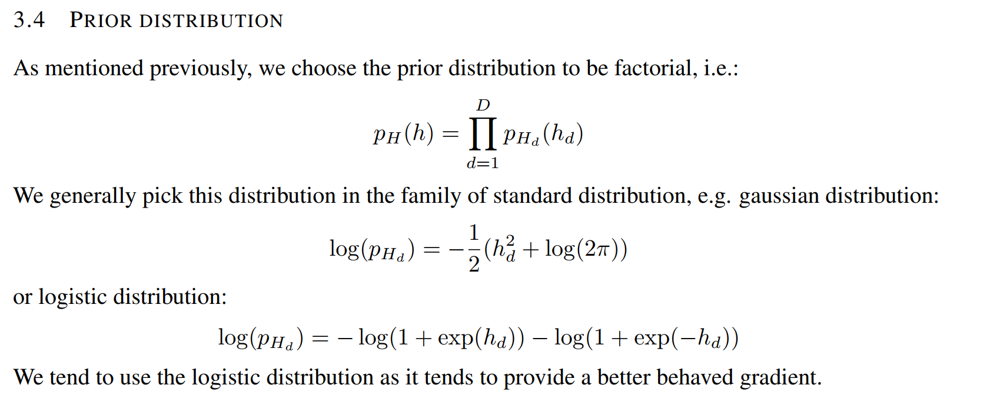 3.4 PRIOR DISTRIBUTION
As mentioned previously, we choose the prior distribution to be factorial, i.e.:
$p_H(h) = \prod_{d=1}^{D} p_{H_d}(h_d)$
We generally pick this distribution in the family of standard distribution, e.g. gaussian distribution:
$\log(p_{H_d}) = -\frac{1}{2}(h_d^2 + \log(2\pi))$
or logistic distribution:
$\log(p_{H_d}) = -\log(1 + \exp(h_d)) - \log(1 + \exp(-h_d))$
We tend to use the logistic distribution as it tends to provide a better behaved gradient.